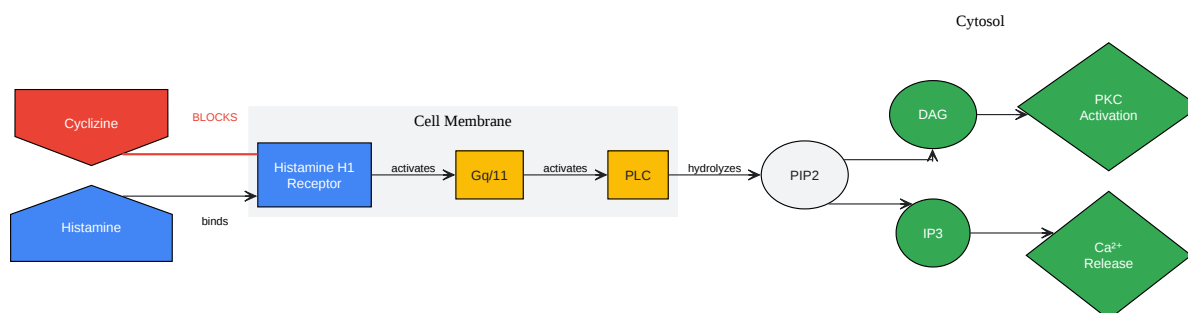 Cytosol
Cyclizine
BLOCKS
Cell Membrane
DAG
PKC
Activation
Histamine H1
Receptor
activates
Gq/11
activates
PLC
hydrolyzes
PIP2
Histamine
binds
IP3
Ca²⁺
Release